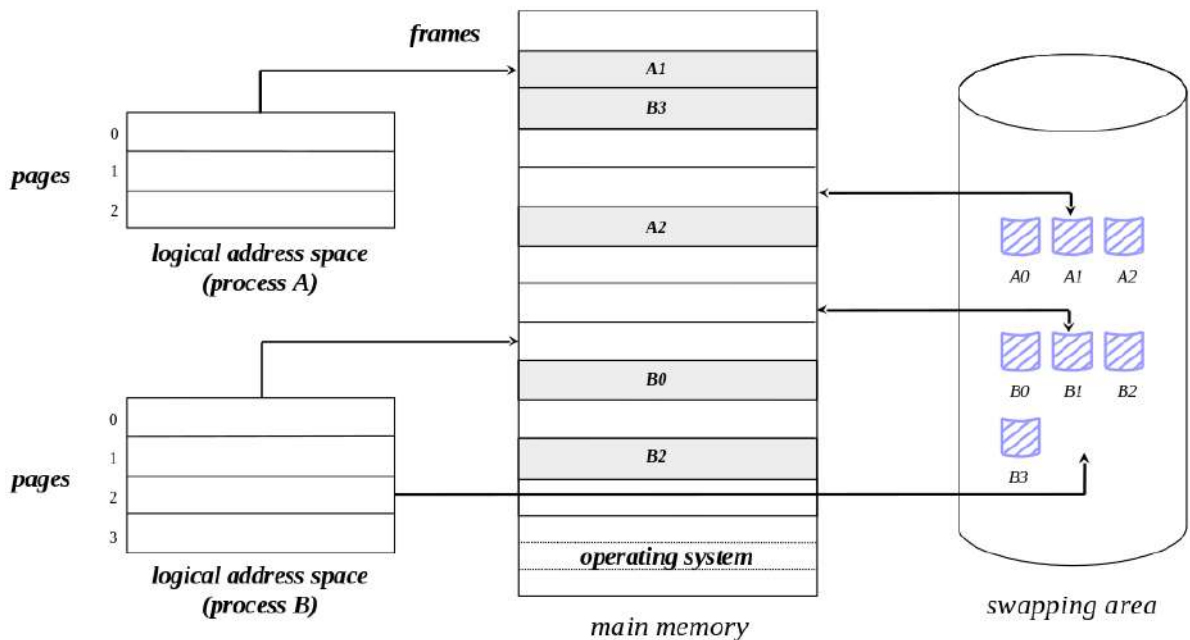 frames
A1
B3
0
1
2
pages
logical address space
(process A)
A2
A0 A1 A2
B0
B0 B1 B2
B3
0
1
2
3
pages
B2
operating system
logical address space
(process B)
main memory
swapping area